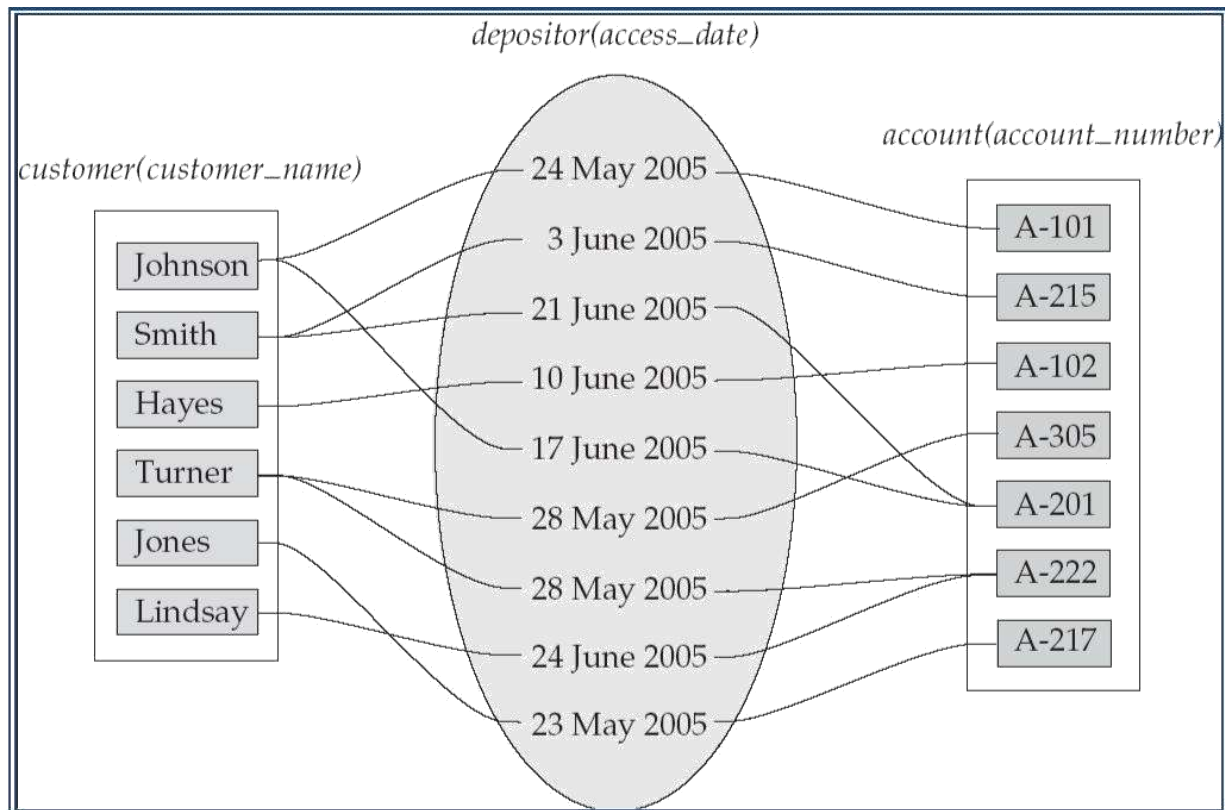 depositor(access_date)
customer(customer_name)
account(account_number)
Johnson
Smith
Hayes
Turner
Jones
Lindsay
24 May 2005
3 June 2005
21 June 2005
10 June 2005
17 June 2005
28 May 2005
28 May 2005
24 June 2005
23 May 2005
A-101
A-215
A-102
A-305
A-201
A-222
A-217